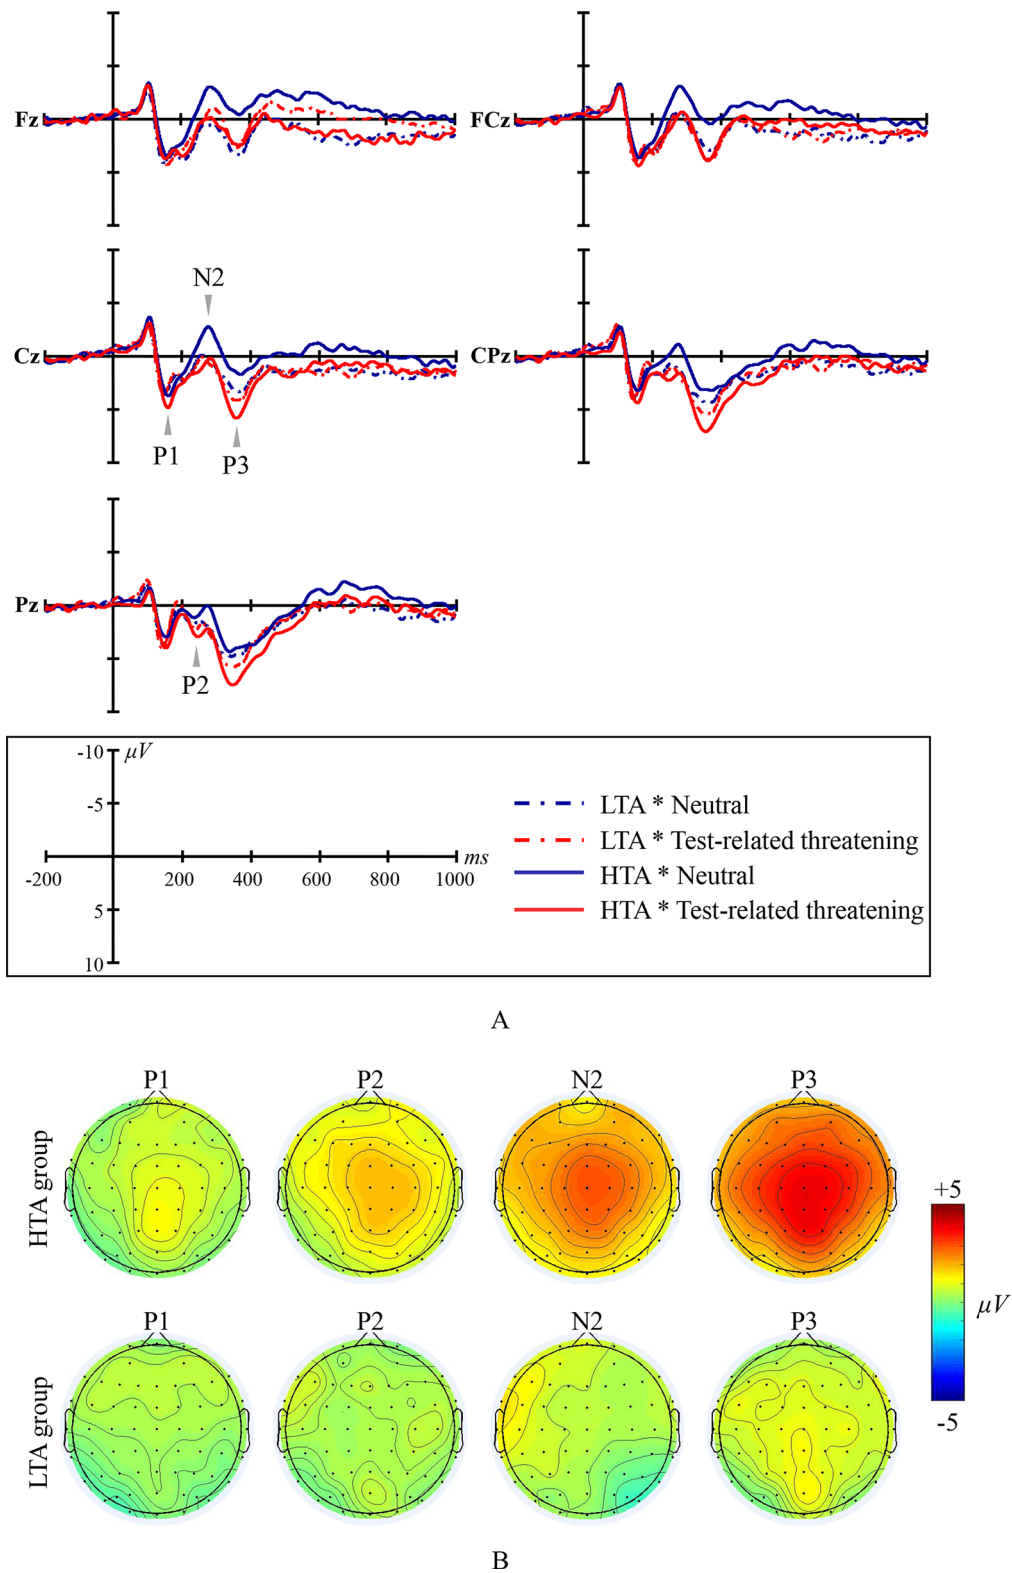 Fz
FCz
N2
Cz
CPz
P1
P3
Pz
P2
-10 μV
-5
LTA * Neutral
LTA * Test-related threatening
ms
-200 200 400 600 800 1000
HTA * Neutral
5
HTA * Test-related threatening
10
A
P1 P2 N2 P3
HTA group
+5
μV
-5
P1 P2 N2 P3
LTA group
B